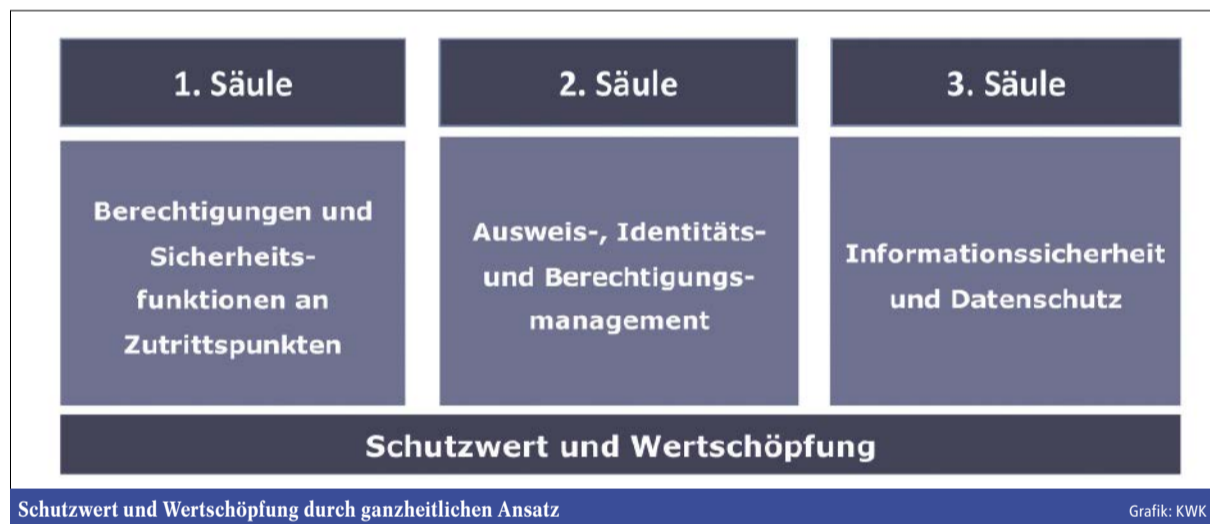 1. Säule
Berechtigungen und
Sicherheits-
funktionen an
Zutrittspunkten
2. Säule
Ausweis-, Identitäts-
und Berechtigungs-
management
3. Säule
Informationssicherheit
und Datenschutz
Schutzwert und Wertschöpfung
Schutzwert und Wertschöpfung durch ganzheitlichen Ansatz
Grafik: KWK